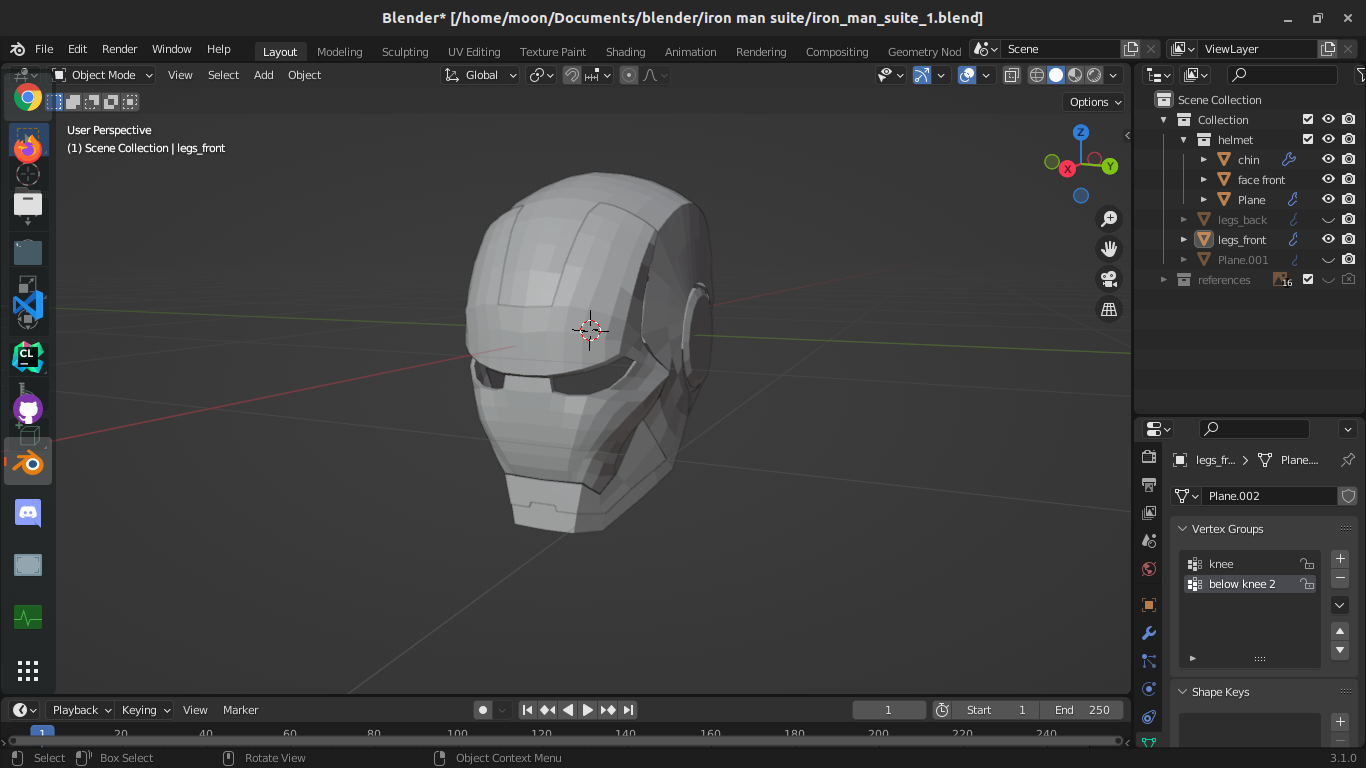 Blender* [/home/moon/Documents/blender/iron man suite/iron_man_suite_1.blend]
File Edit Render Window Help Layout Modeling Sculpting UV Editing Texture Paint Shading Animation Rendering Compositing Geometry Nod Scene ViewLayer
Object Mode View Select Add Object Global
Options
User Perspective
(1) Scene Collection | legs_front
Z
Y
X
Scene Collection
Collection
helmet
chin
face front
Plane
legs_back
legs_front
Plane.001
references 16
CL
legs_fr... > Plane....
Plane.002
Vertex Groups
knee
below knee 2
Shape Keys
Playback Keying View Marker 1 Start 1 End 250
1 20 40 60 80 100 120 140 160 180 200 220 240
Select Box Select Rotate View Object Context Menu 3.1.0